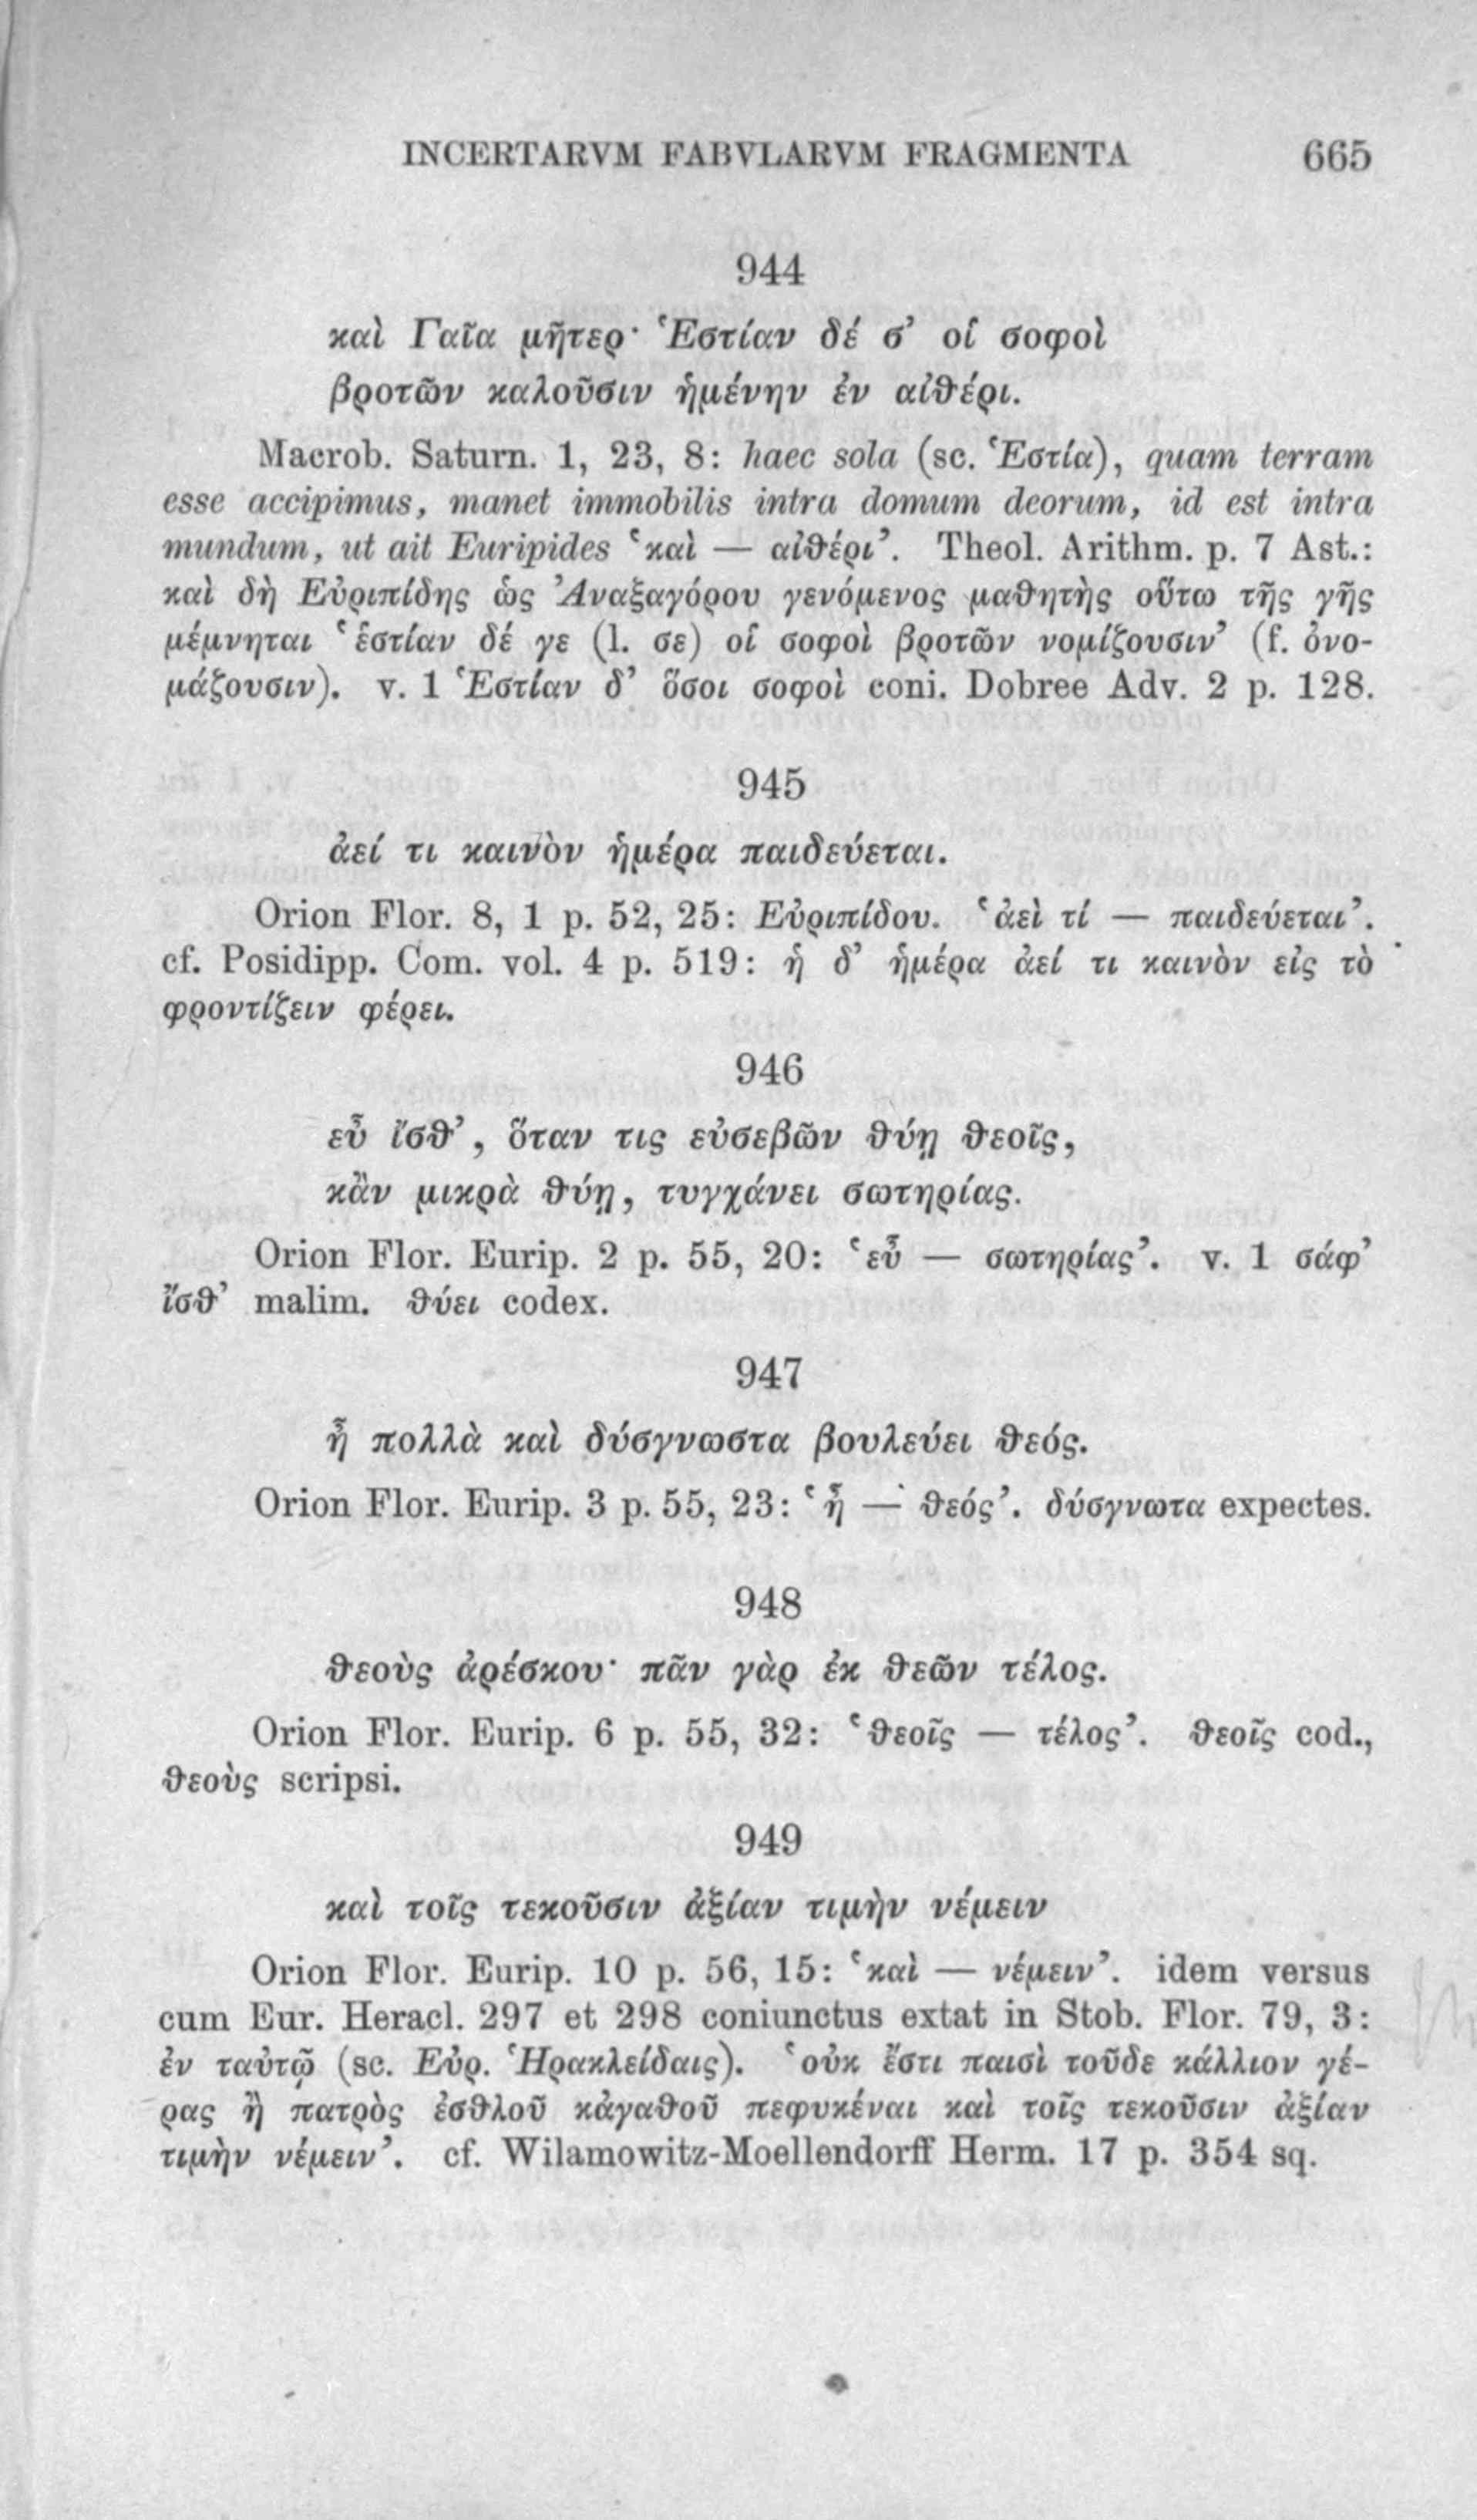 INCERTARVM FABVLARVM FRAGMENTA 665
944
καὶ Γαῖα μῆτερ· Ἑστίαν δέ σ’ οἱ σοφοὶ
βροτῶν καλοῦσιν ἡμένην ἐν αἰθέρι.
Macrob. Saturn. 1, 23, 8: haec sola (sc. Ἑστία), quam terram
esse accipimus, manet immobilis intra domum deorum, id est intra
mundum, ut ait Euripides ‘καὶ — αἰθέρι’. Theol. Arithm. p. 7 Ast.:
καὶ δὴ Εὐριπίδης ὡς Ἀναξαγόρου γενόμενος μαθητὴς οὕτω τῆς γῆς
μέμνηται ‘ἑστίαν δέ γε (l. σε) οἱ σοφοὶ βροτῶν νομίζουσιν’ (f. ὀνο-
μάζουσιν). v. 1 Ἑστίαν δ’ ὅσοι σοφοὶ coni. Dobree Adv. 2 p. 128.
945
ἀεί τι καινὸν ἡμέρα παιδεύεται.
Orion Flor. 8, 1 p. 52, 25: Εὐριπίδου. ‘ἀεὶ τί — παιδεύεται’.
cf. Posidipp. Com. vol. 4 p. 519: ἡ δ’ ἡμέρα ἀεί τι καινὸν εἰς τὸ
φροντίζειν φέρει.
946
εὖ ἴσθ’, ὅταν τις εὐσεβῶν θύῃ θεοῖς,
κἂν μικρὰ θύῃ, τυγχάνει σωτηρίας.
Orion Flor. Eurip. 2 p. 55, 20: ‘εὖ — σωτηρίας’. v. 1 σάφ’
ἴσθ’ malim. θύει codex.
947
ἦ πολλὰ καὶ δύσγνωστα βουλεύει θεός.
Orion Flor. Eurip. 3 p. 55, 23: ‘ἦ — θεός’. δύσγνωτα expectes.
948
θεοὺς ἀρέσκου· πᾶν γὰρ ἐκ θεῶν τέλος.
Orion Flor. Eurip. 6 p. 55, 32: ‘θεοῖς — τέλος’. θεοῖς cod.,
θεοὺς scripsi.
949
καὶ τοῖς τεκοῦσιν ἀξίαν τιμὴν νέμειν
Orion Flor. Eurip. 10 p. 56, 15: ‘καὶ — νέμειν’. idem versus
cum Eur. Heracl. 297 et 298 coniunctus extat in Stob. Flor. 79, 3:
ἐν ταὐτῷ (sc. Εὐρ. Ἡρακλείδαις). ‘οὐκ ἔστι παισὶ τοῦδε κάλλιον γέ-
ρας ἢ πατρὸς ἐσθλοῦ κἀγαθοῦ πεφυκέναι καὶ τοῖς τεκοῦσιν ἀξίαν
τιμὴν νέμειν’. cf. Wilamowitz-Moellendorff Herm. 17 p. 354 sq.